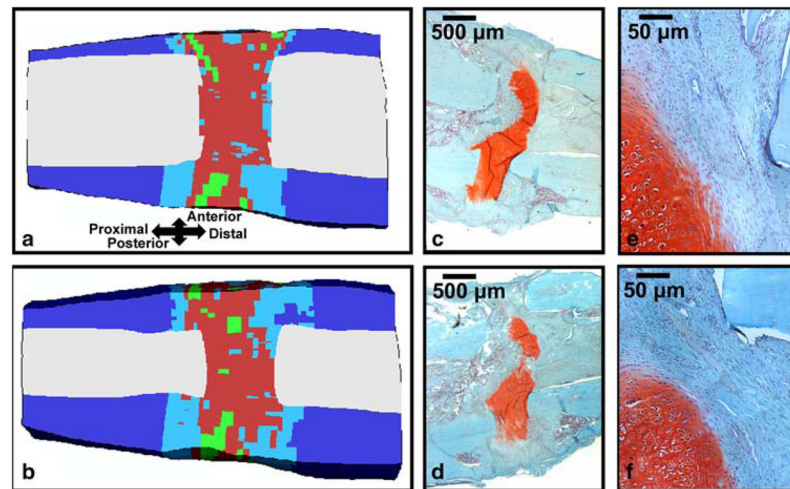 a
Anterior
Proximal Distal
Posterior
500 µm
c
50 µm
e
b
500 µm
d
50 µm
f